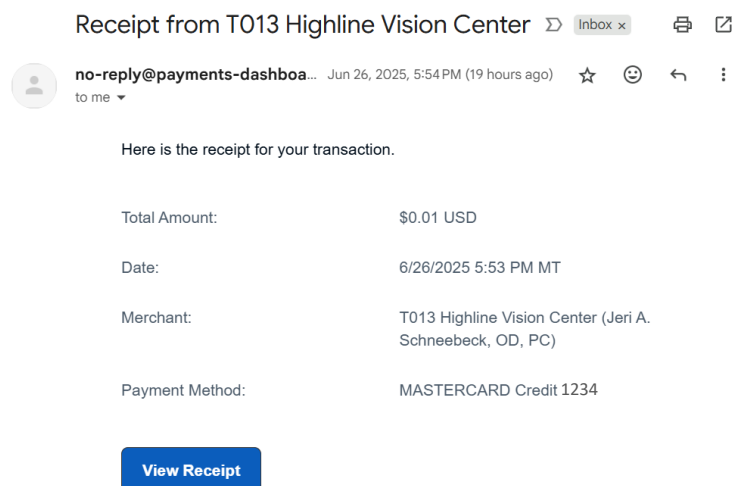 Receipt from T013 Highline Vision Center Inbox x
no-reply@payments-dashboa... Jun 26, 2025, 5:54 PM (19 hours ago)
to me
Here is the receipt for your transaction.
Total Amount: $0.01 USD
Date: 6/26/2025 5:53 PM MT
Merchant: T013 Highline Vision Center (Jeri A.
Schneebeck, OD, PC)
Payment Method: MASTERCARD Credit 1234
View Receipt